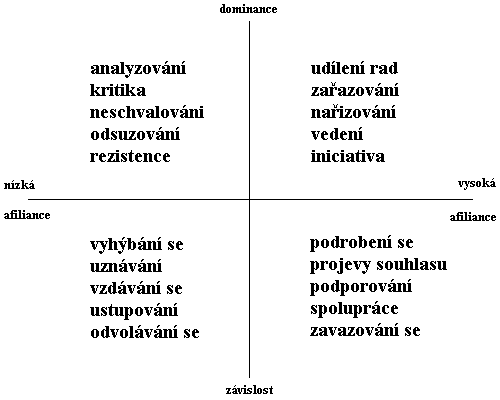 dominance
analyzování
kritika
neschvalováni
odsuzování
rezistence
udílení rad
zařazování
nařizování
vedení
iniciativa
nízká
vysoká
afiliance
afiliance
vyhýbání se
uznávání
vzdávání se
ustupování
odvolávání se
podrobení se
projevy souhlasu
podporování
spolupráce
zavazování se
závislost